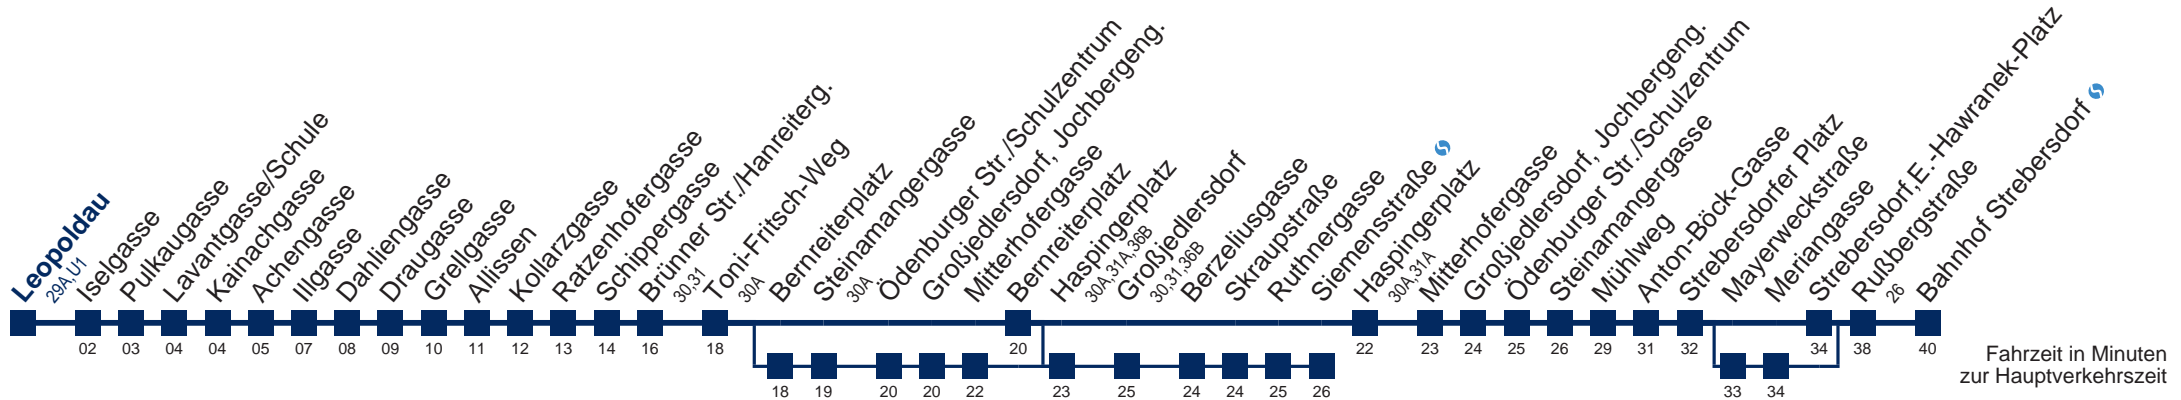 Leopoldau
29A,U1
Iselgasse
Pulkaugasse
Lavantgasse/Schule
Kainachgasse
Achengasse
Illgasse
Dahliengasse
Draugasse
Grellgasse
Allissen
Kollarzgasse
Ratzenhofergasse
Schippergasse
Brünner Str./Hanreiterg.
30,31
Toni-Fritsch-Weg
30A
Bernreiterplatz
Steinamangergasse
30A
Ödenburger Str./Schulzentrum
Großjedlersdorf, Jochbergeng.
Mitterhofergasse
Bernreiterplatz
Haspingerplatz
30A,31A,36B
Großjedlersdorf
30,31,36B
Berzeliusgasse
Skraupstraße
Ruthnergasse
Siemensstraße
Haspingerplatz
30A,31A
Mitterhofergasse
Großjedlersdorf, Jochbergeng.
Ödenburger Str./Schulzentrum
Steinamangergasse
Mühlweg
Anton-Böck-Gasse
Strebersdorfer Platz
Mayerweckstraße
Meriangasse
Strebersdorf,E.-Hawranek-Platz
Rußbergstraße
26
Bahnhof Strebersdorf
02 03 04 04 05 07 08 09 10 11 12 13 14 16 18 20 22 23 24 25 26 29 31 32 34 38 40
18 19 20 20 22 23 25 24 24 25 26 33 34
Fahrzeit in Minuten
zur Hauptverkehrszeit